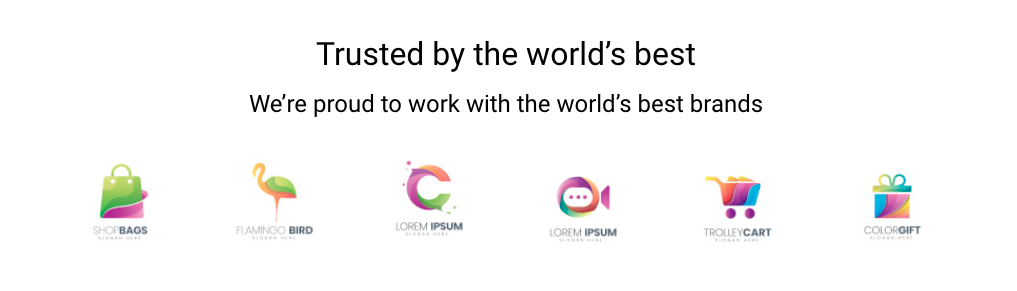 Trusted by the world’s best
We’re proud to work with the world’s best brands
SHOPBAGS
SLOGAN HERE
FLAMINGO BIRD
SLOGAN HERE
LOREM IPSUM
SLOGAN HERE
LOREM IPSUM
SLOGAN HERE
TROLLEYCART
SLOGAN HERE
COLORGIFT
SLOGAN HERE